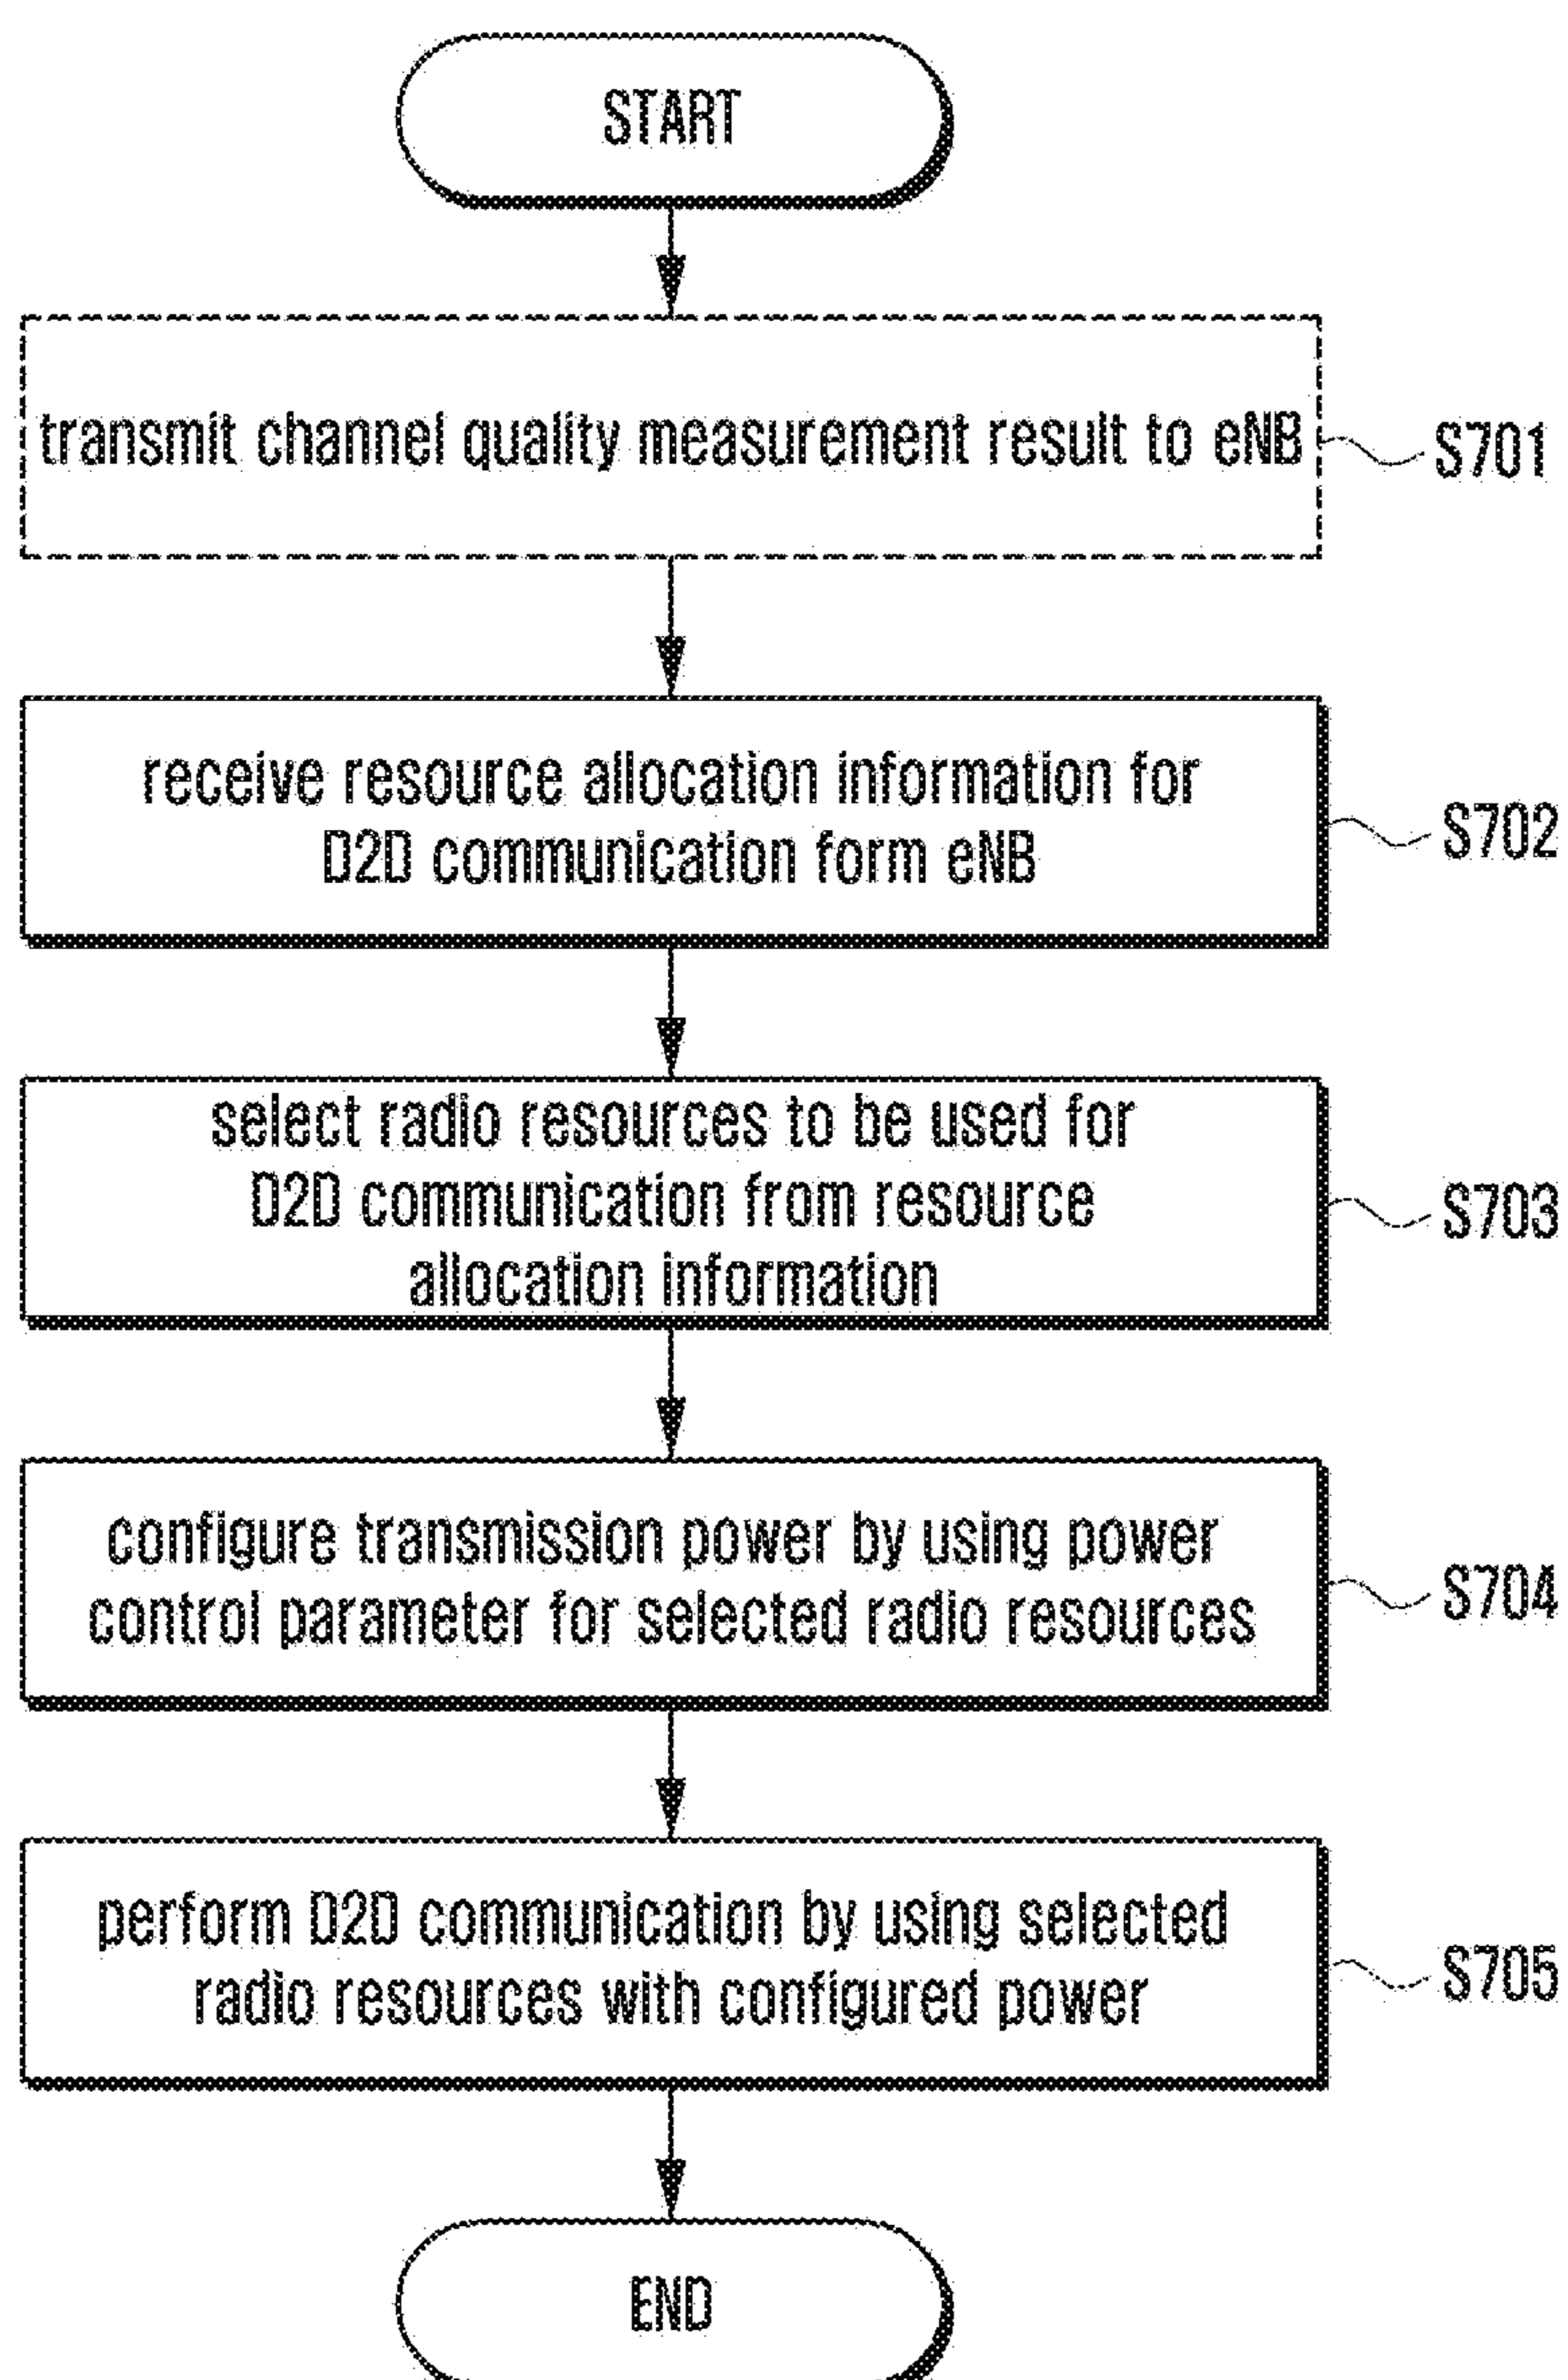 START
transmit channel quality measurement result to eNB
S701
receive resource allocation information for
D2D communication form eNB
S702
select radio resources to be used for
D2D communication from resource
allocation information
S703
configure transmission power by using power
control parameter for selected radio resources
S704
perform D2D communication by using selected
radio resources with configured power
S705
END